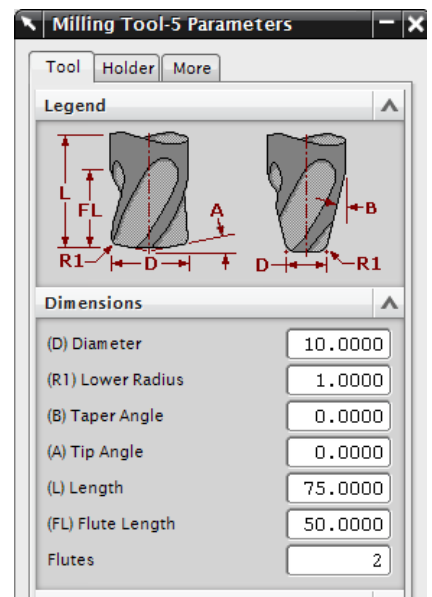 Milling Tool-5 Parameters
Tool Holder More
Legend
L
FL
A
B
R1
D
D
R1
Dimensions
(D) Diameter 10.0000
(R1) Lower Radius 1.0000
(B) Taper Angle 0.0000
(A) Tip Angle 0.0000
(L) Length 75.0000
(FL) Flute Length 50.0000
Flutes 2